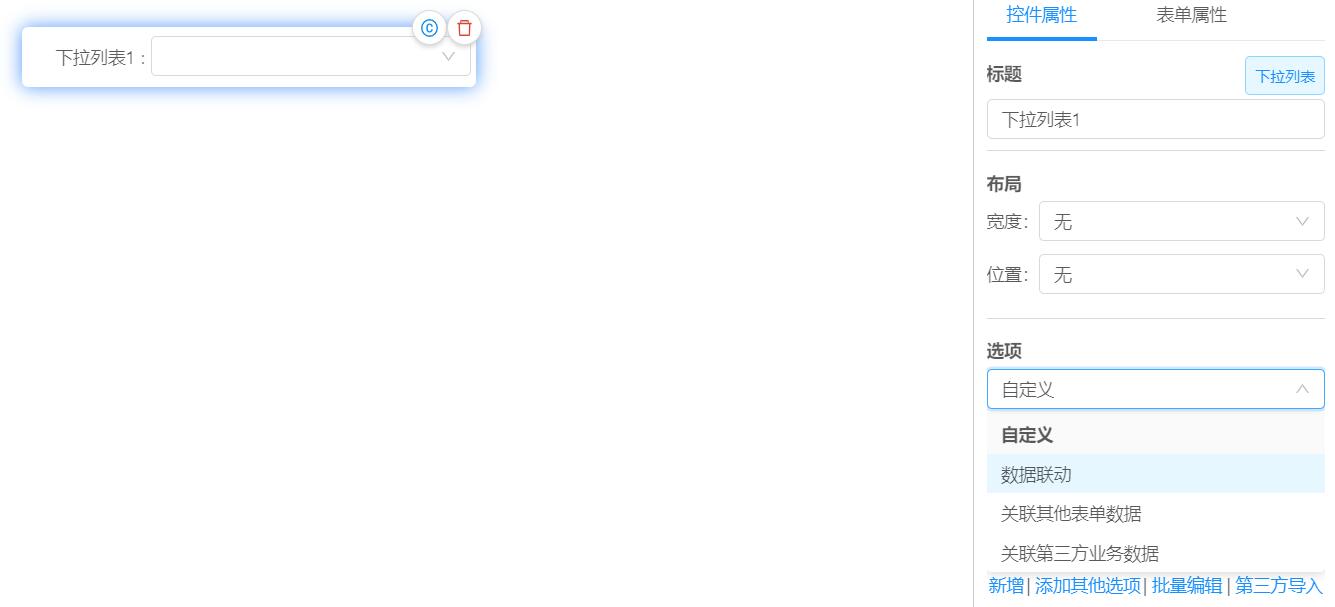 下拉列表1 :
控件属性 表单属性
标题 下拉列表
下拉列表1
布局
宽度: 无
位置: 无
选项
自定义
自定义
数据联动
关联其他表单数据
关联第三方业务数据
新增| 添加其他选项| 批量编辑 | 第三方导入